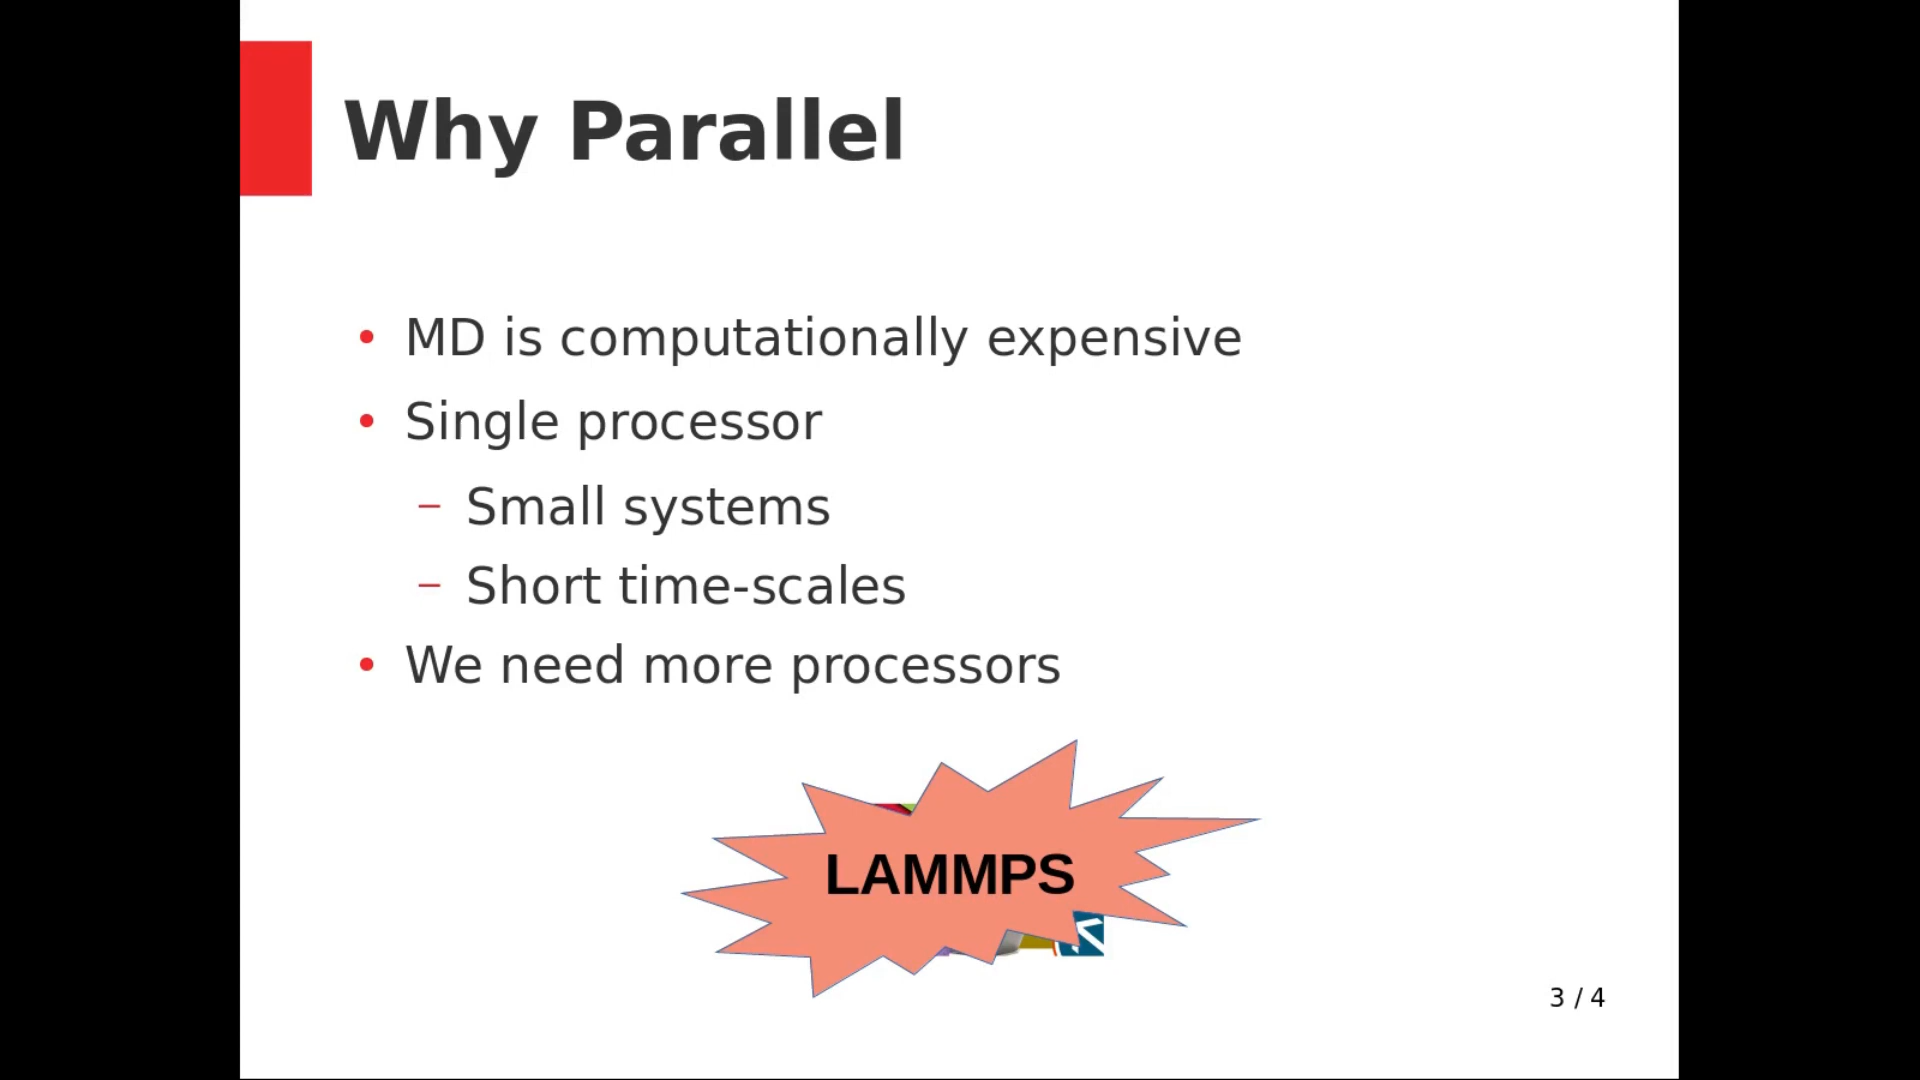 Why Parallel
• MD is computationally expensive
• Single processor
– Small systems
– Short time-scales
• We need more processors
LAMMPS
3 / 4